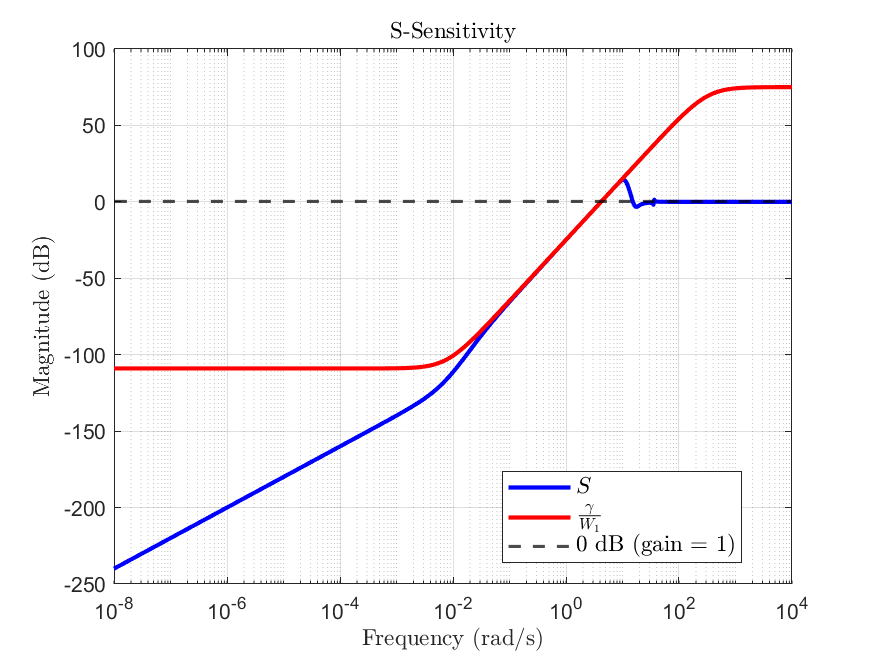 S-Sensitivity
100
50
0
-50
-100
-150
-200
-250
Magnitude (dB)
10^-8
10^-6
10^-4
10^-2
10^0
10^2
10^4
Frequency (rad/s)
S
γ/W₁
0 dB (gain = 1)